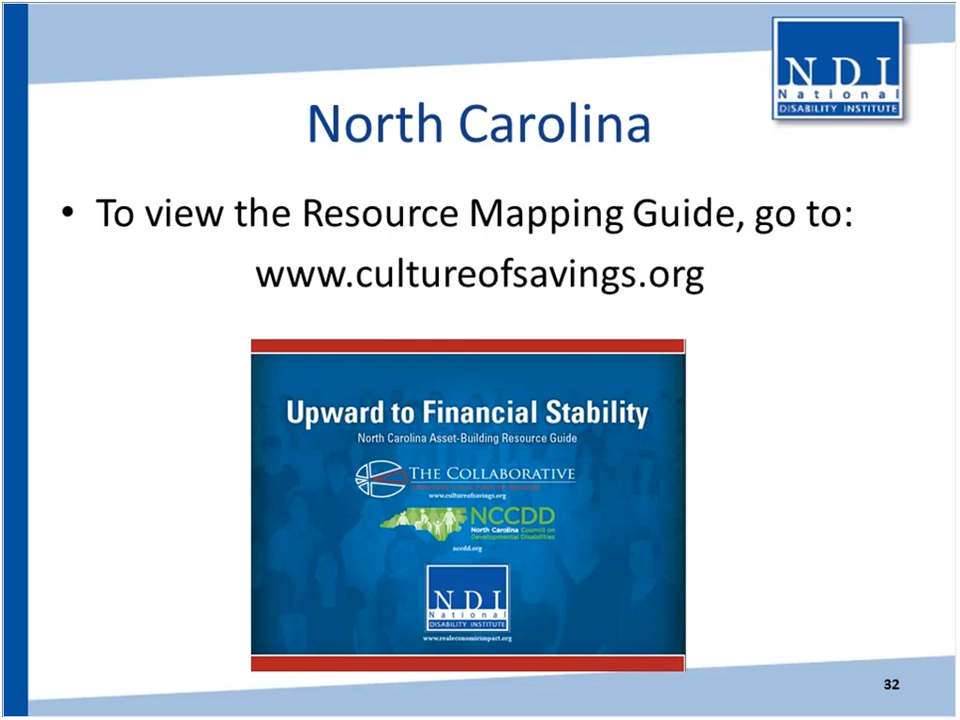 NDI
National
DISABILITY INSTITUTE
North Carolina
• To view the Resource Mapping Guide, go to:
www.cultureofsavings.org
Upward to Financial Stability
North Carolina Asset-Building Resource Guide
THE COLLABORATIVE
www.cultureofsavings.org
NCCDD
North Carolina Council on
Developmental Disabilities
nccdd.org
NDI
National
DISABILITY INSTITUTE
www.realeconomicimpact.org
32